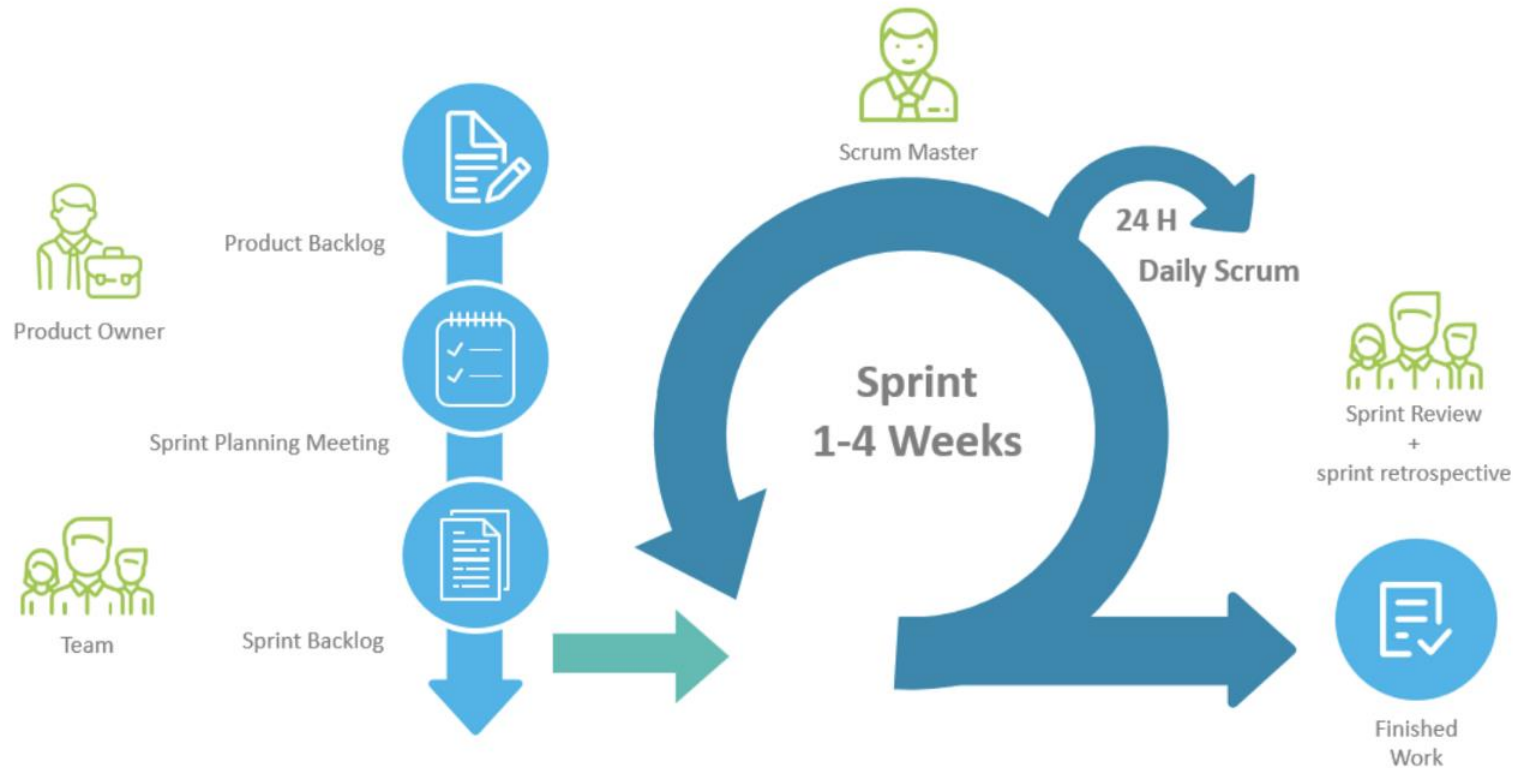 Scrum Master
24 H
Daily Scrum
Product Backlog
Product Owner
Sprint
1-4 Weeks
Sprint Planning Meeting
Sprint Review
+
sprint retrospective
Team
Sprint Backlog
Finished
Work